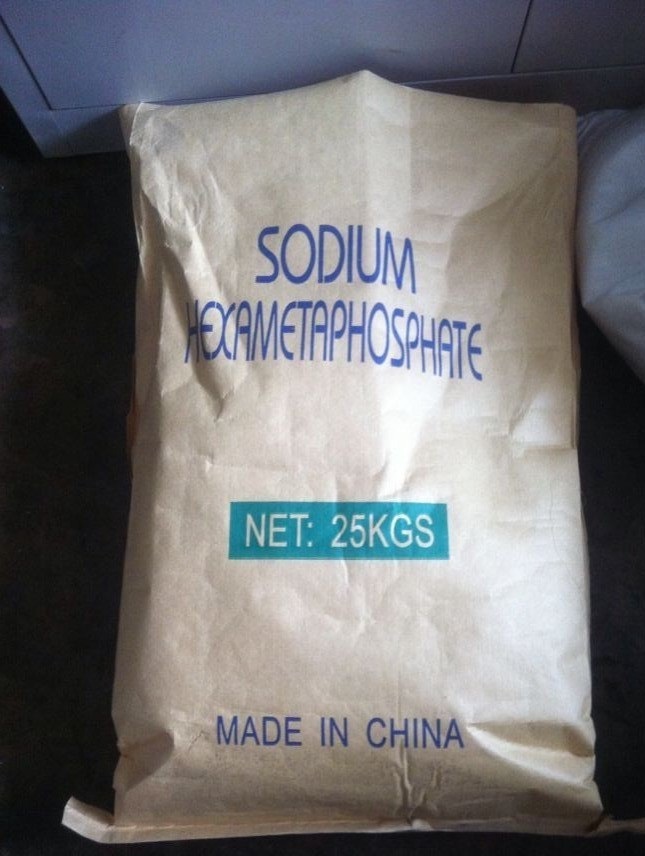 SODIUM
HEXAMETAPHOSPHATE
NET: 25KGS
MADE IN CHINA